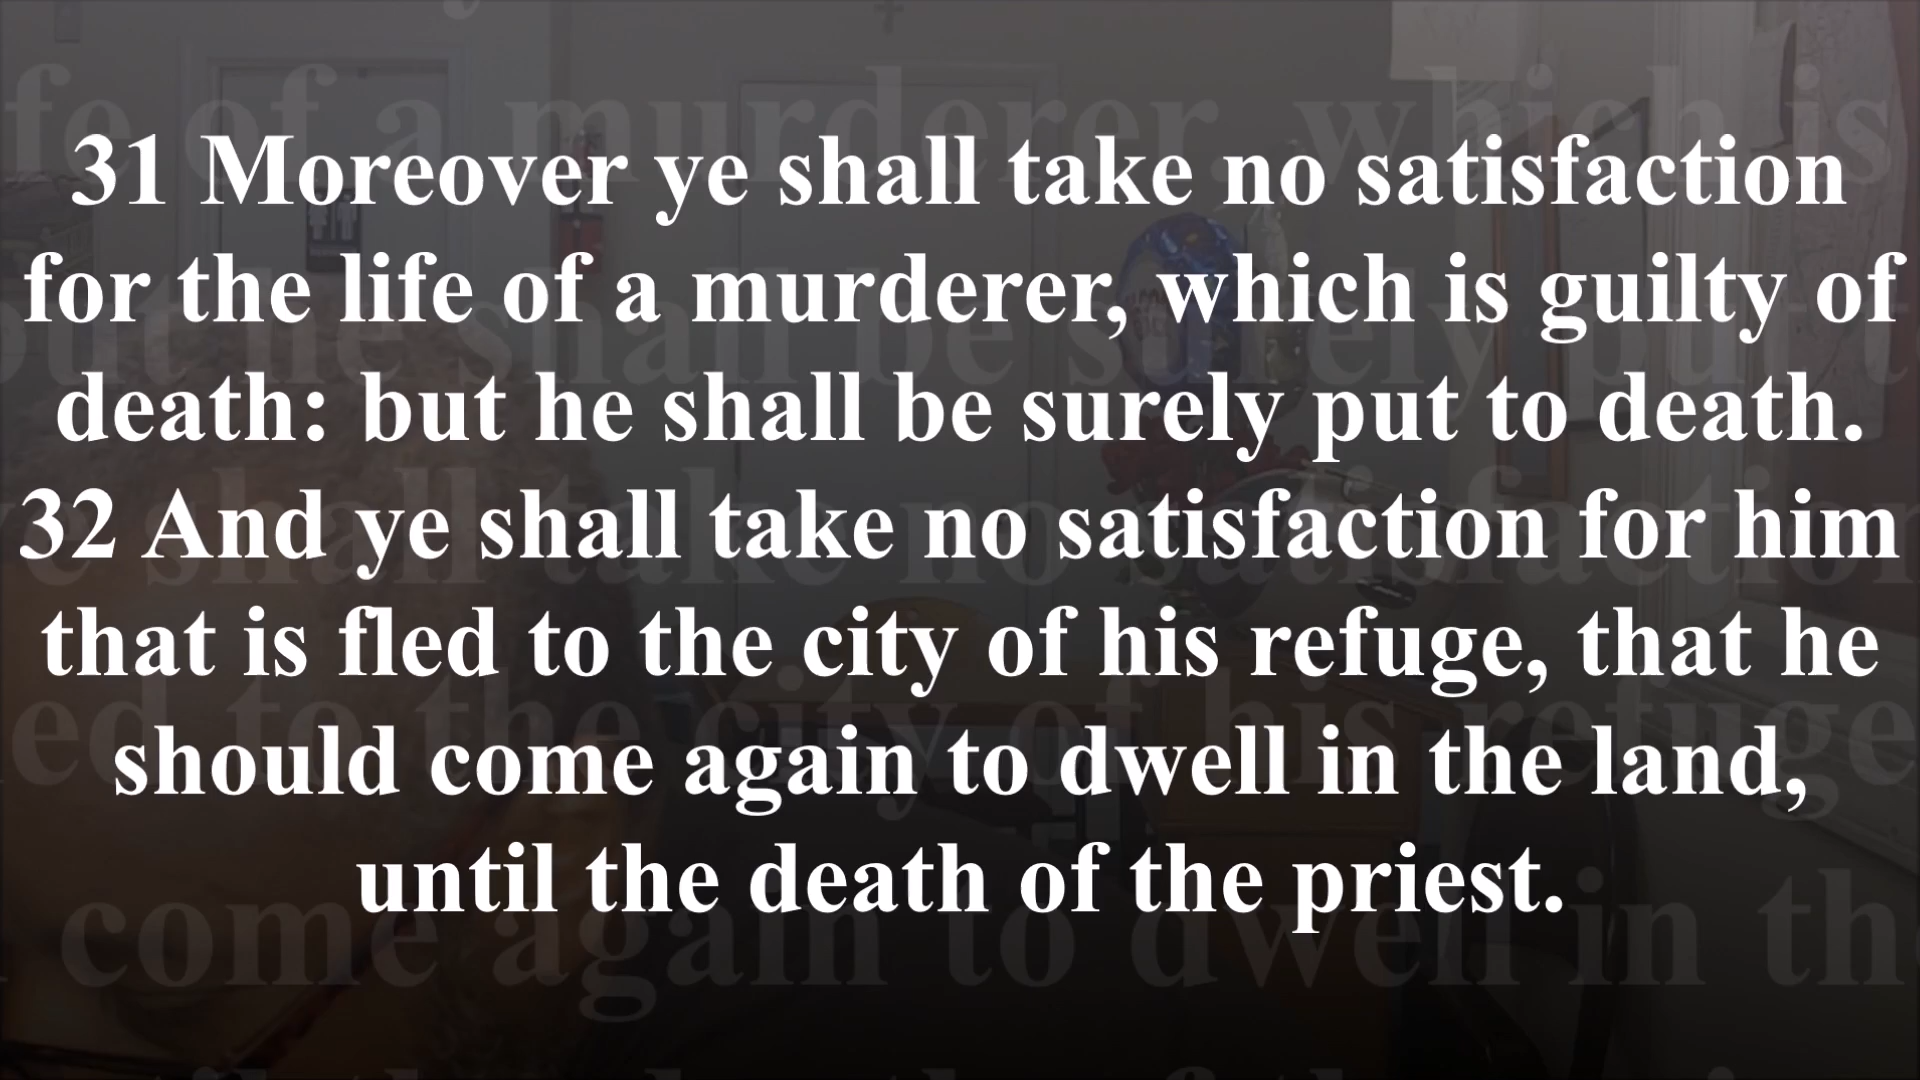 31 Moreover ye shall take no satisfaction
for the life of a murderer, which is guilty of
death: but he shall be surely put to death.
32 And ye shall take no satisfaction for him
that is fled to the city of his refuge, that he
should come again to dwell in the land,
until the death of the priest.